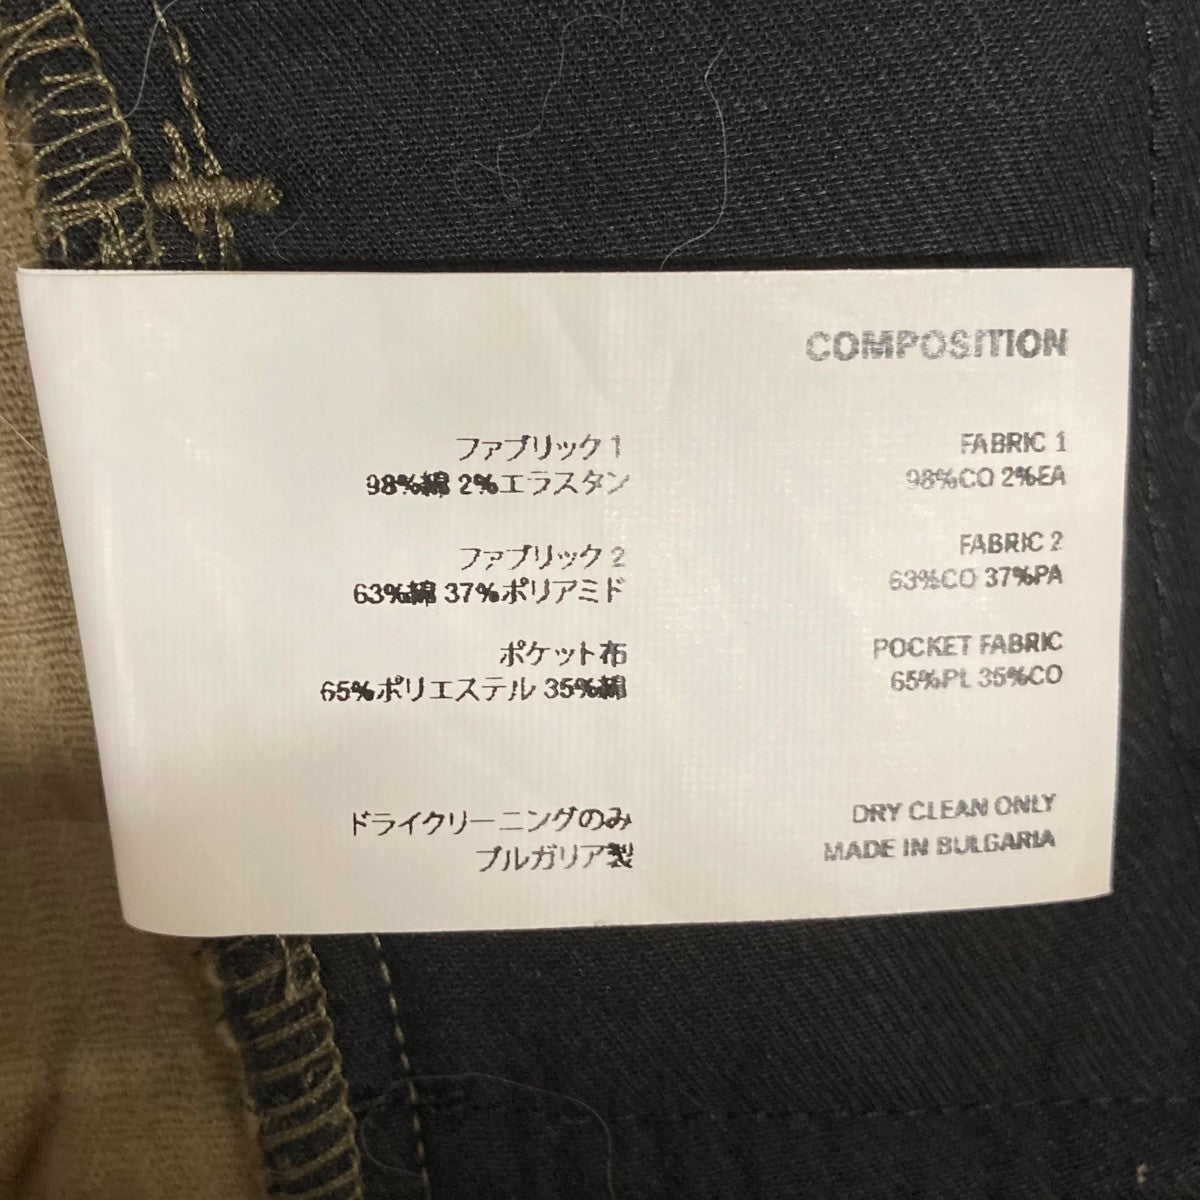 COMPOSITION
ファブリック 1
98%綿 2%エラスタン
ファブリック 2
63%綿 37%ポリアミド
ポケット布
65%ポリエステル 35%綿
ドライクリーニングのみ
ブルガリア製
FABRIC 1
98%CO 2%EA
FABRIC 2
63%CO 37%PA
POCKET FABRIC
65%PL 35%CO
DRY CLEAN ONLY
MADE IN BULGARIA